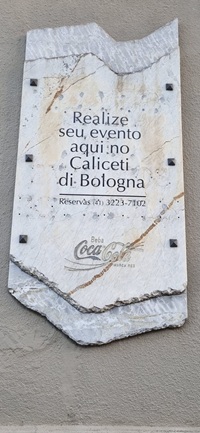 Realize
seu evento
aqui no
Caliceti
di Bologna
Reservas (41) 3223-7102
Beba
Coca-Cola